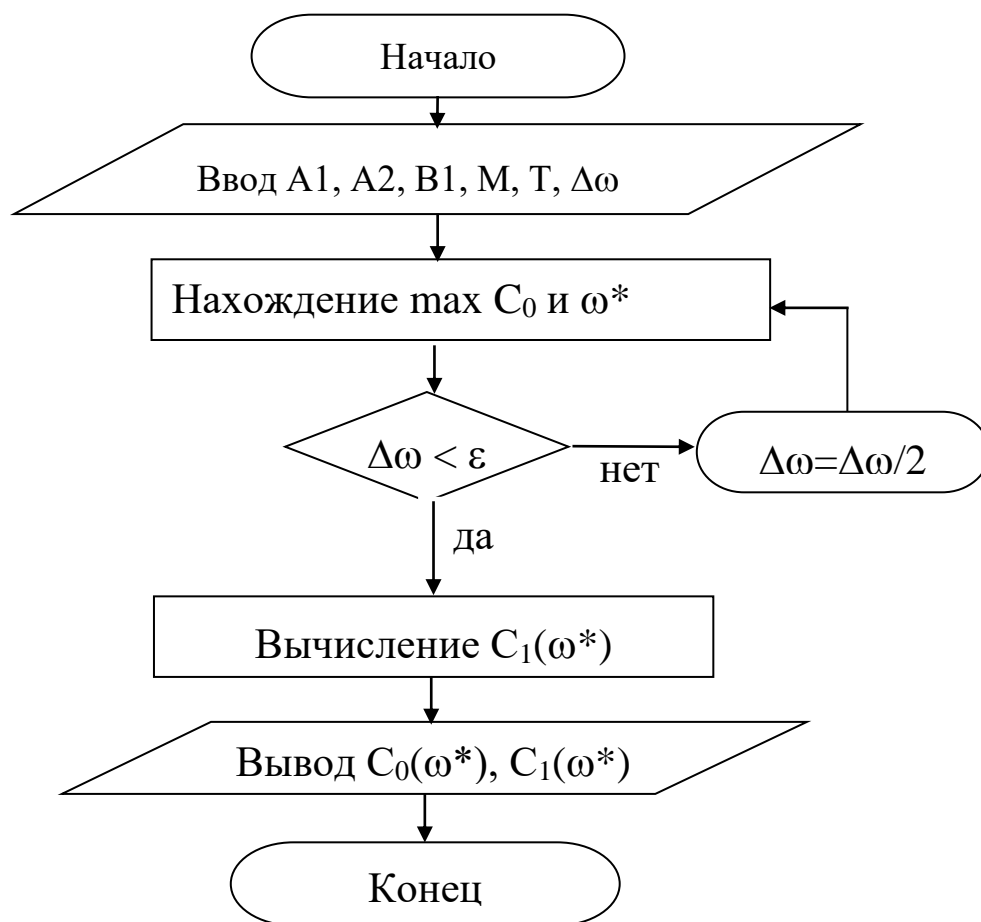 Начало
Ввод A1, A2, B1, M, T, Δω
Нахождение max C₀ и ω*
Δω < ε
нет
Δω=Δω/2
да
Вычисление C₁(ω*)
Вывод C₀(ω*), C₁(ω*)
Конец